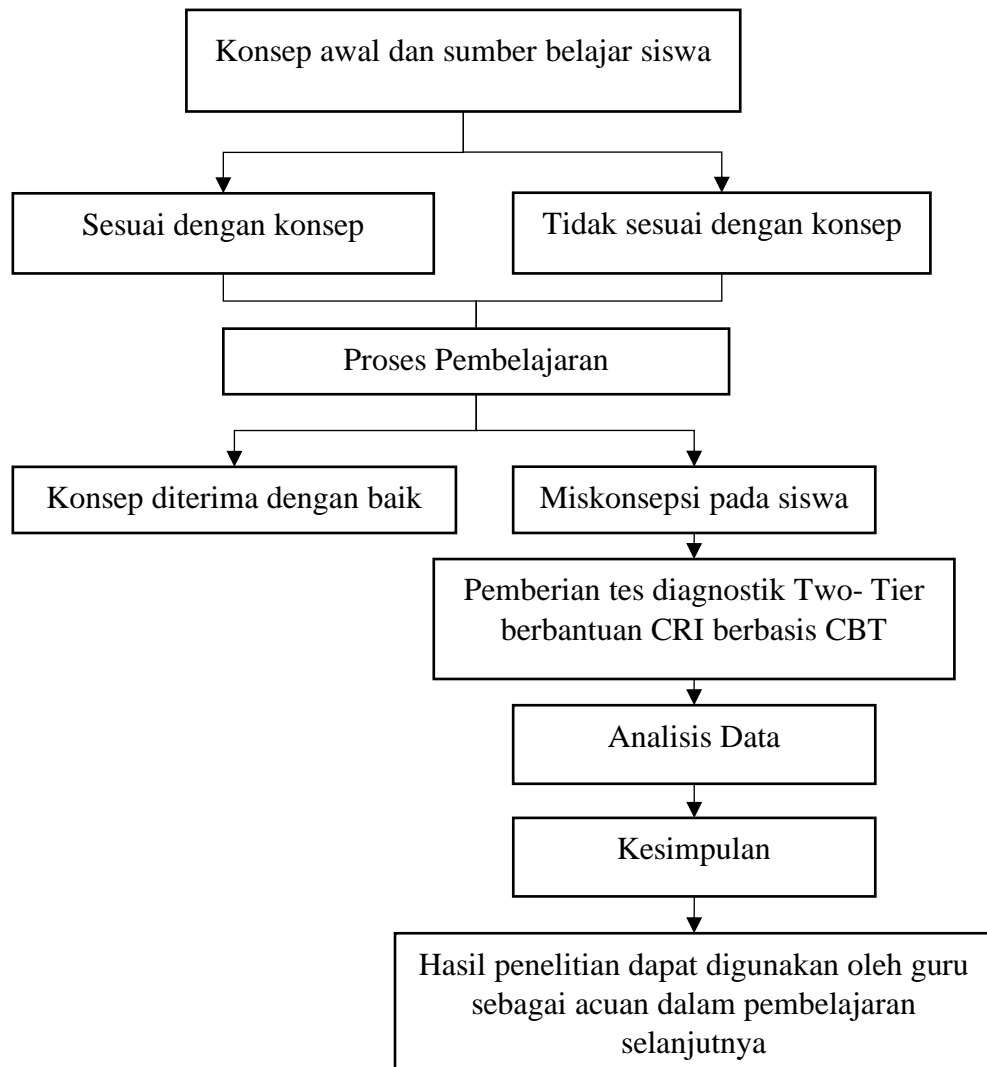 Konsep awal dan sumber belajar siswa
Sesuai dengan konsep
Tidak sesuai dengan konsep
Proses Pembelajaran
Konsep diterima dengan baik
Miskonsepsi pada siswa
Pemberian tes diagnostik Two- Tier
berbantuan CRI berbasis CBT
Analisis Data
Kesimpulan
Hasil penelitian dapat digunakan oleh guru
sebagai acuan dalam pembelajaran
selanjutnya